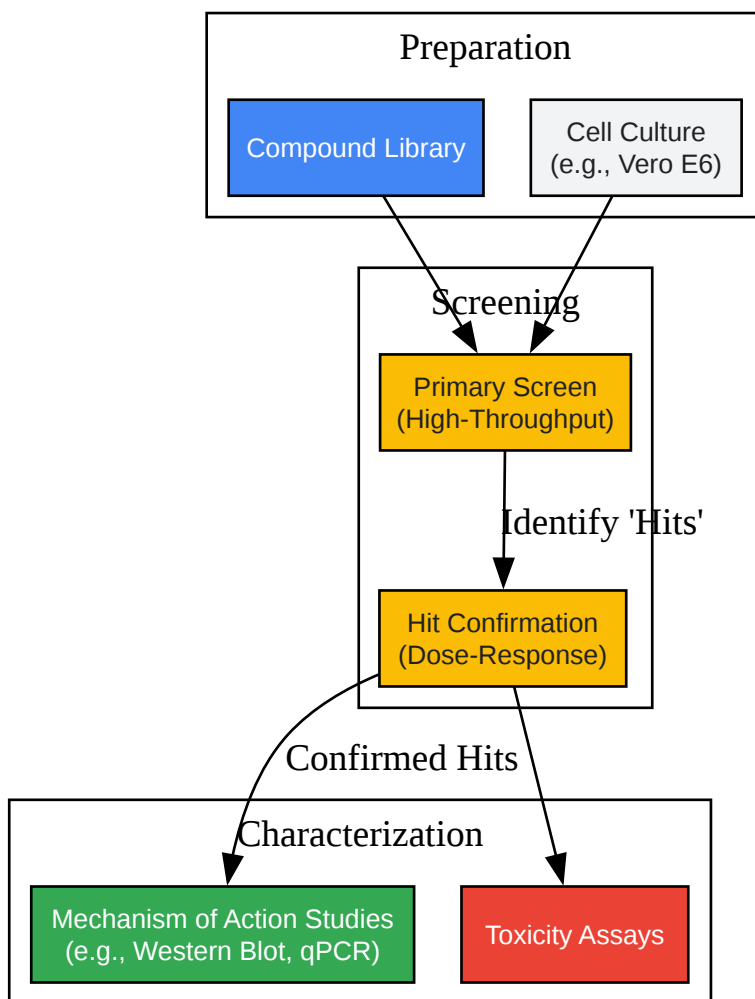 Preparation
Compound Library
Cell Culture
(e.g., Vero E6)
Screening
Primary Screen
(High-Throughput)
Identify 'Hits'
Hit Confirmation
(Dose-Response)
Confirmed Hits
Characterization
Mechanism of Action Studies
(e.g., Western Blot, qPCR)
Toxicity Assays